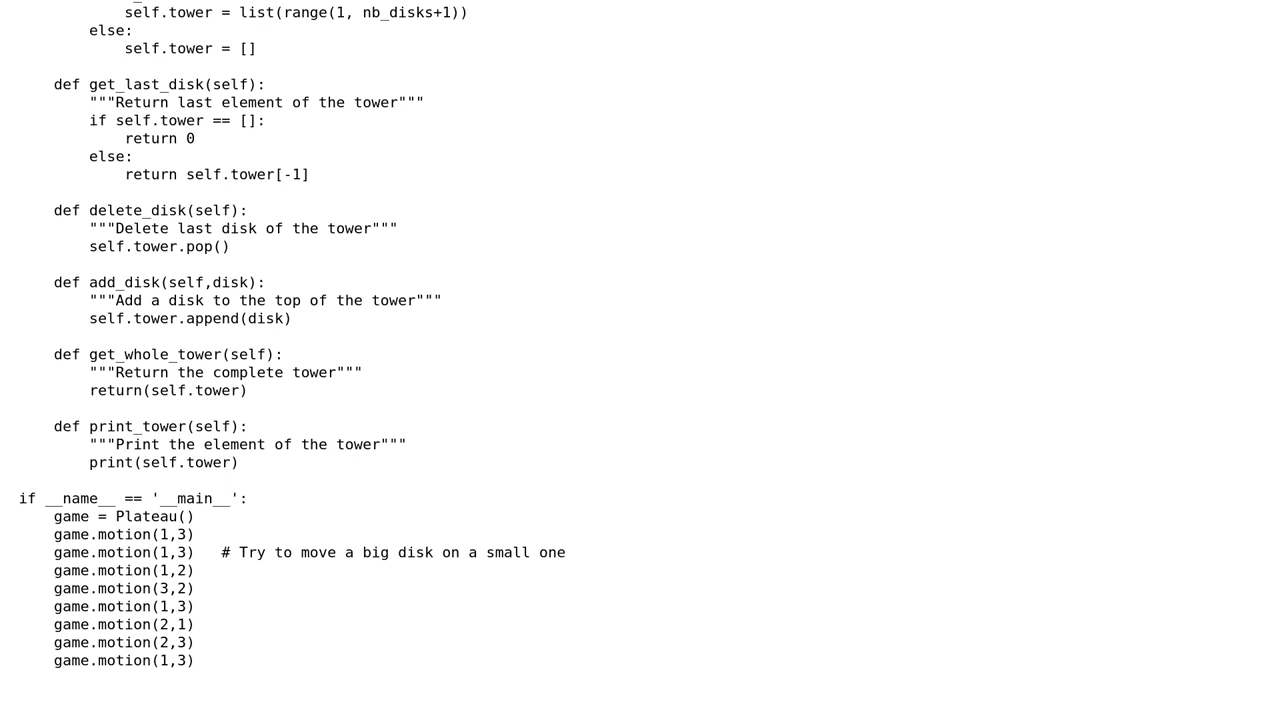 self.tower = list(range(1, nb_disks+1))
        else:
            self.tower = []

    def get_last_disk(self):
        """Return last element of the tower"""
        if self.tower == []:
            return 0
        else:
            return self.tower[-1]

    def delete_disk(self):
        """Delete last disk of the tower"""
        self.tower.pop()

    def add_disk(self,disk):
        """Add a disk to the top of the tower"""
        self.tower.append(disk)

    def get_whole_tower(self):
        """Return the complete tower"""
        return(self.tower)

    def print_tower(self):
        """Print the element of the tower"""
        print(self.tower)

if __name__ == '__main__':
    game = Plateau()
    game.motion(1,3)
    game.motion(1,3)   # Try to move a big disk on a small one
    game.motion(1,2)
    game.motion(3,2)
    game.motion(1,3)
    game.motion(2,1)
    game.motion(2,3)
    game.motion(1,3)